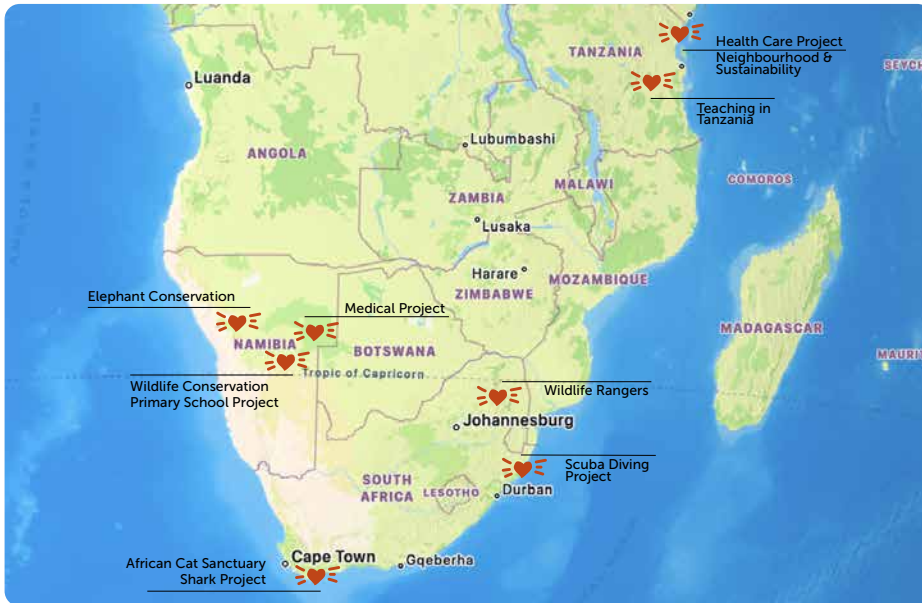 TANZANIA
Health Care Project
Neighbourhood &
Sustainability
SEYCH
Luanda
Teaching in
Tanzania
Lubumbashi
ANGOLA
COMOROS
MALAWI
ZAMBIA
Lusaka
Harare
MOZAMBIQUE
ZIMBABWE
Elephant Conservation
Medical Project
MADAGASCAR
NAMIBIA
BOTSWANA
MAURIT
Tropic of Capricorn
Wildlife Conservation
Primary School Project
Wildlife Rangers
Johannesburg
Scuba Diving
Project
SOUTH
AFRICA
LESOTHO
Durban
Cape Town
Gqeberha
African Cat Sanctuary
Shark Project